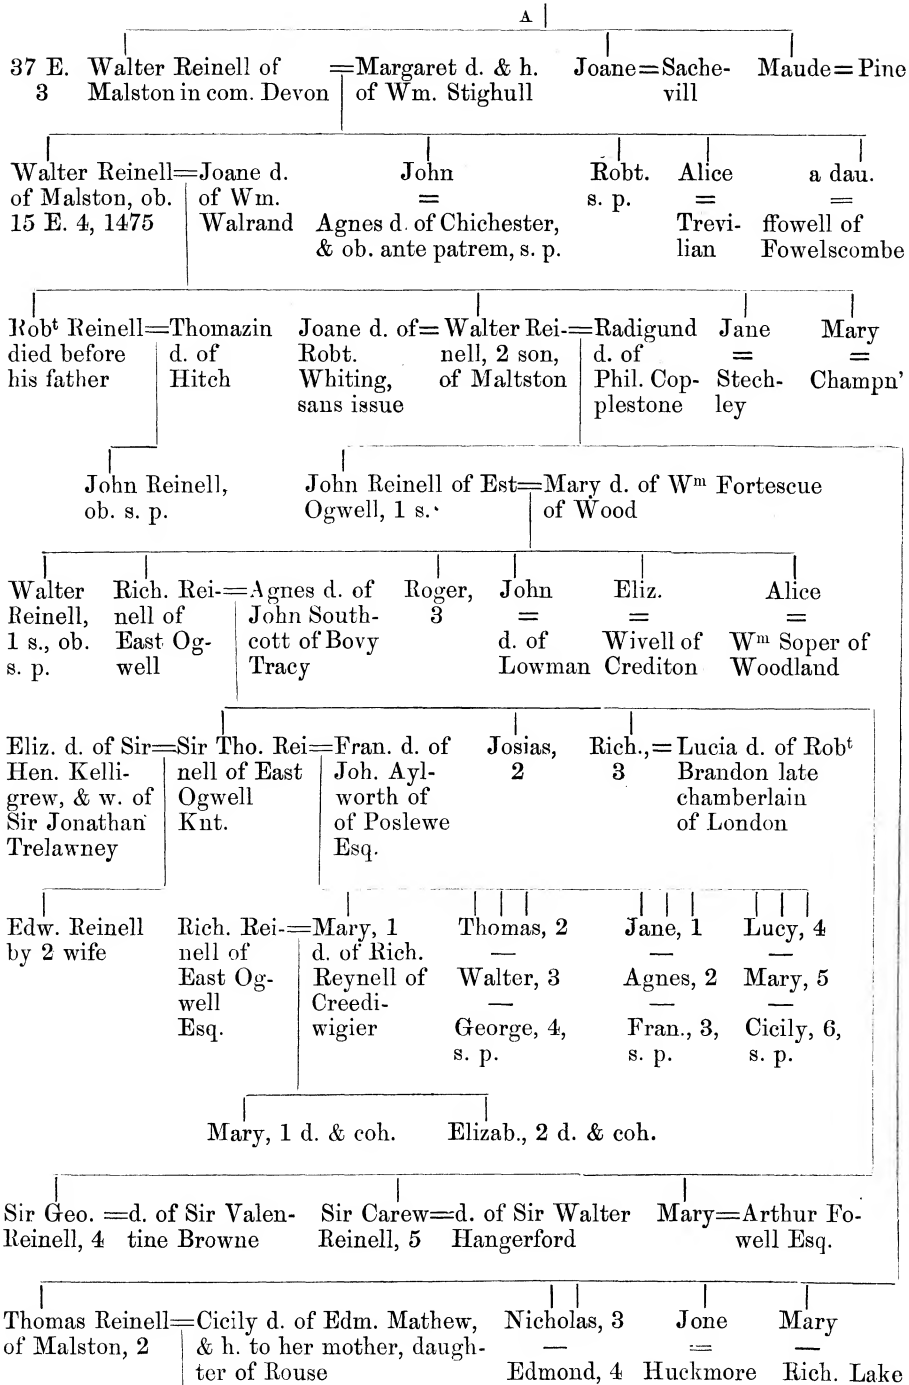 A
37 E. Walter Reinell of =Margaret d. & h. Joane=Sache- Maude=Pine
3 Malston in com. Devon of Wm. Stighull vill
Walter Reinell=Joane d. John Robt. Alice a dau.
of Malston, ob. of Wm. = s. p. = =
15 E. 4, 1475 Walrand Agnes d. of Chichester, Trevi- ffowell of
& ob. ante patrem, s. p. lian Fowelscombe
Robᵗ Reinell=Thomazin Joane d. of= Walter Rei-=Radigund Jane Mary
died before d. of Robt. nell, 2 son, d. of = =
his father Hitch Whiting, of Maltston Phil. Cop- Stech- Champn'
sans issue plestone ley
John Reinell, John Reinell of Est=Mary d. of Wᵐ Fortescue
ob. s. p. Ogwell, 1 s. of Wood
Walter Rich. Rei-=Agnes d. of Roger, John Eliz. Alice
Reinell, nell of John South- 3 = = =
1 s., ob. East Og- cott of Bovy d. of Wivell of Wᵐ Soper of
s. p. well Tracy Lowman Crediton Woodland
Eliz. d. of Sir=Sir Tho. Rei=Fran. d. of Josias, Rich.,= Lucia d. of Robᵗ
Hen. Kelli- nell of East Joh. Ayl- 2 3 Brandon late
grew, & w. of Ogwell worth of chamberlain
Sir Jonathan Knt. of Poslewe of London
Trelawney Esq.
Edw. Reinell Rich. Rei-=Mary, 1 Thomas, 2 Jane, 1 Lucy, 4
by 2 wife nell of d. of Rich. — — —
East Og- Reynell of Walter, 3 Agnes, 2 Mary, 5
well Creedi- — — —
Esq. wigier George, 4, Fran., 3, Cicily, 6,
s. p. s. p. s. p.
Mary, 1 d. & coh. Elizab., 2 d. & coh.
Sir Geo. =d. of Sir Valen- Sir Carew=d. of Sir Walter Mary=Arthur Fo-
Reinell, 4 tine Browne Reinell, 5 Hangerford well Esq.
Thomas Reinell=Cicily d. of Edm. Mathew, Nicholas, 3 Jone Mary
of Malston, 2 & h. to her mother, daugh- — = —
ter of Rouse Edmond, 4 Huckmore Rich. Lake